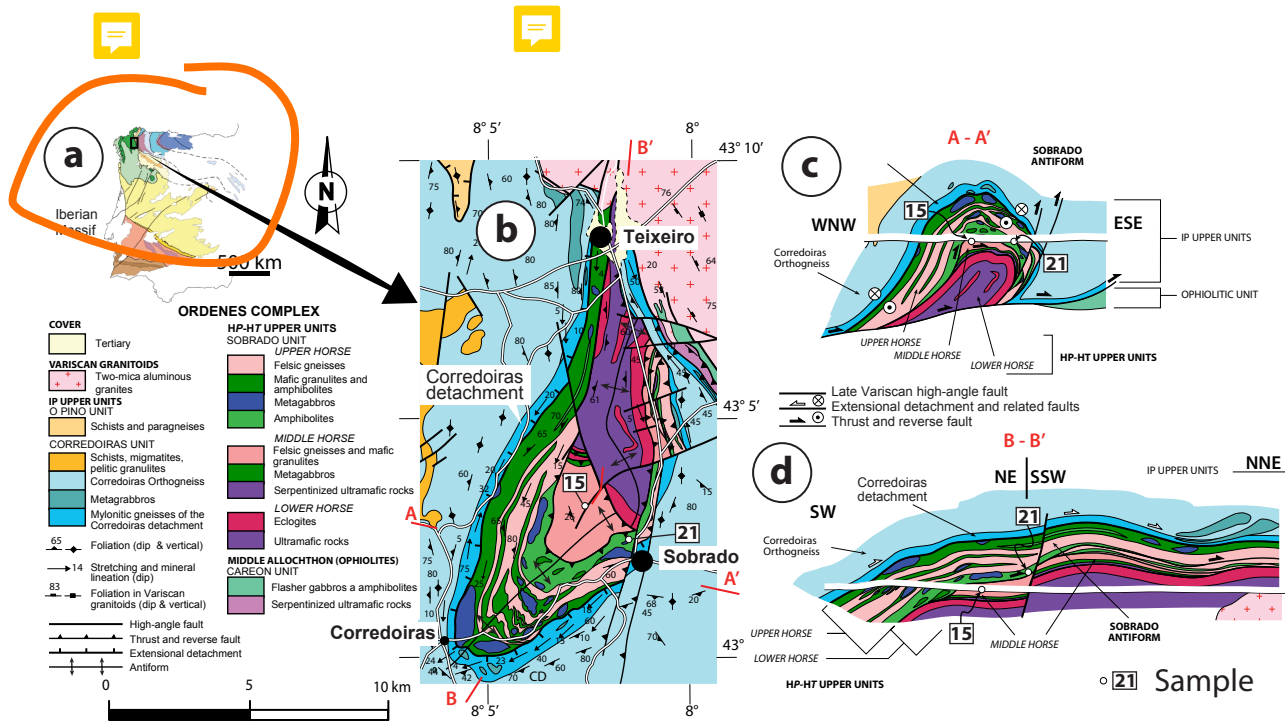 a
Iberian
Massif
500 km
N
ORDENES COMPLEX
COVER
Tertiary
VARISCAN GRANITOIDS
Two-mica aluminous
granites
IP UPPER UNITS
O PINO UNIT
Schists and paragneises
CORREDOIRAS UNIT
Schists, migmatites,
pelitic granulites
Corredoiras Orthogneiss
Metagrabbros
Mylonitic gneisses of the
Corredoiras detachment
65
Foliation (dip & vertical)
14 Stretching and mineral
lineation (dip)
83
Foliation in Variscan
granitoids (dip & vertical)
High-angle fault
Thrust and reverse fault
Extensional detachment
Antiform
0 5 10 km
HP-HT UPPER UNITS
SOBRADO UNIT
UPPER HORSE
Felsic gneisses
Mafic granulites and
amphibolites
Metagabbros
Amphibolites
MIDDLE HORSE
Felsic gneisses and mafic
granulites
Metagabbros
Serpentinized ultramafic rocks
LOWER HORSE
Eclogites
Ultramafic rocks
MIDDLE ALLOCHTHON (OPHIOLITES)
CAREON UNIT
Flasher gabbros a amphibolites
Serpentinized ultramafic rocks
8° 5'
8°
43° 10'
B'
b
Teixeiro
Corredoiras
detachment
43° 5'
15
A
21
Sobrado
A'
Corredoiras
43°
B
CD
8° 5'
8°
c
A - A'
SOBRADO
ANTIFORM
15
WNW
ESE
IP UPPER UNITS
Corredoiras
Orthogneiss
21
OPHIOLITIC UNIT
UPPER HORSE
MIDDLE HORSE
LOWER HORSE
HP-HT UPPER UNITS
Late Variscan high-angle fault
Extensional detachment and related faults
Thrust and reverse fault
B - B'
d
NE SSW
IP UPPER UNITS
NNE
SW
Corredoiras
detachment
21
Corredoiras
Orthogneiss
UPPER HORSE
15
MIDDLE HORSE
SOBRADO
ANTIFORM
LOWER HORSE
HP-HT UPPER UNITS
21 Sample